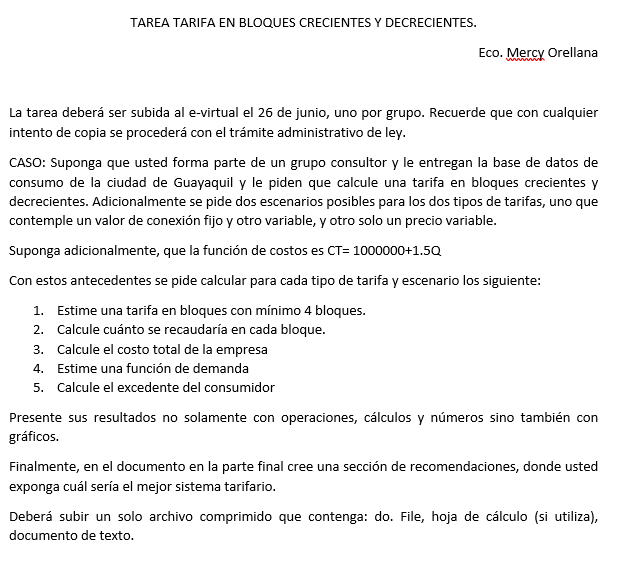 TAREA TARIFA EN BLOQUES CRECIENTES Y DECRECIENTES.
Eco. Mercy Orellana
La tarea deberá ser subida al e-virtual el 26 de junio, uno por grupo. Recuerde que con cualquier
intento de copia se procederá con el trámite administrativo de ley.
CASO: Suponga que usted forma parte de un grupo consultor y le entregan la base de datos de
consumo de la ciudad de Guayaquil y le piden que calcule una tarifa en bloques crecientes y
decrecientes. Adicionalmente se pide dos escenarios posibles para los dos tipos de tarifas, uno que
contemple un valor de conexión fijo y otro variable, y otro solo un precio variable.
Suponga adicionalmente, que la función de costos es CT= 1000000+1.5Q
Con estos antecedentes se pide calcular para cada tipo de tarifa y escenario los siguiente:
1. Estime una tarifa en bloques con mínimo 4 bloques.
2. Calcule cuánto se recaudaría en cada bloque.
3. Calcule el costo total de la empresa
4. Estime una función de demanda
5. Calcule el excedente del consumidor
Presente sus resultados no solamente con operaciones, cálculos y números sino también con
gráficos.
Finalmente, en el documento en la parte final cree una sección de recomendaciones, donde usted
exponga cuál sería el mejor sistema tarifario.
Deberá subir un solo archivo comprimido que contenga: do. File, hoja de cálculo (si utiliza),
documento de texto.